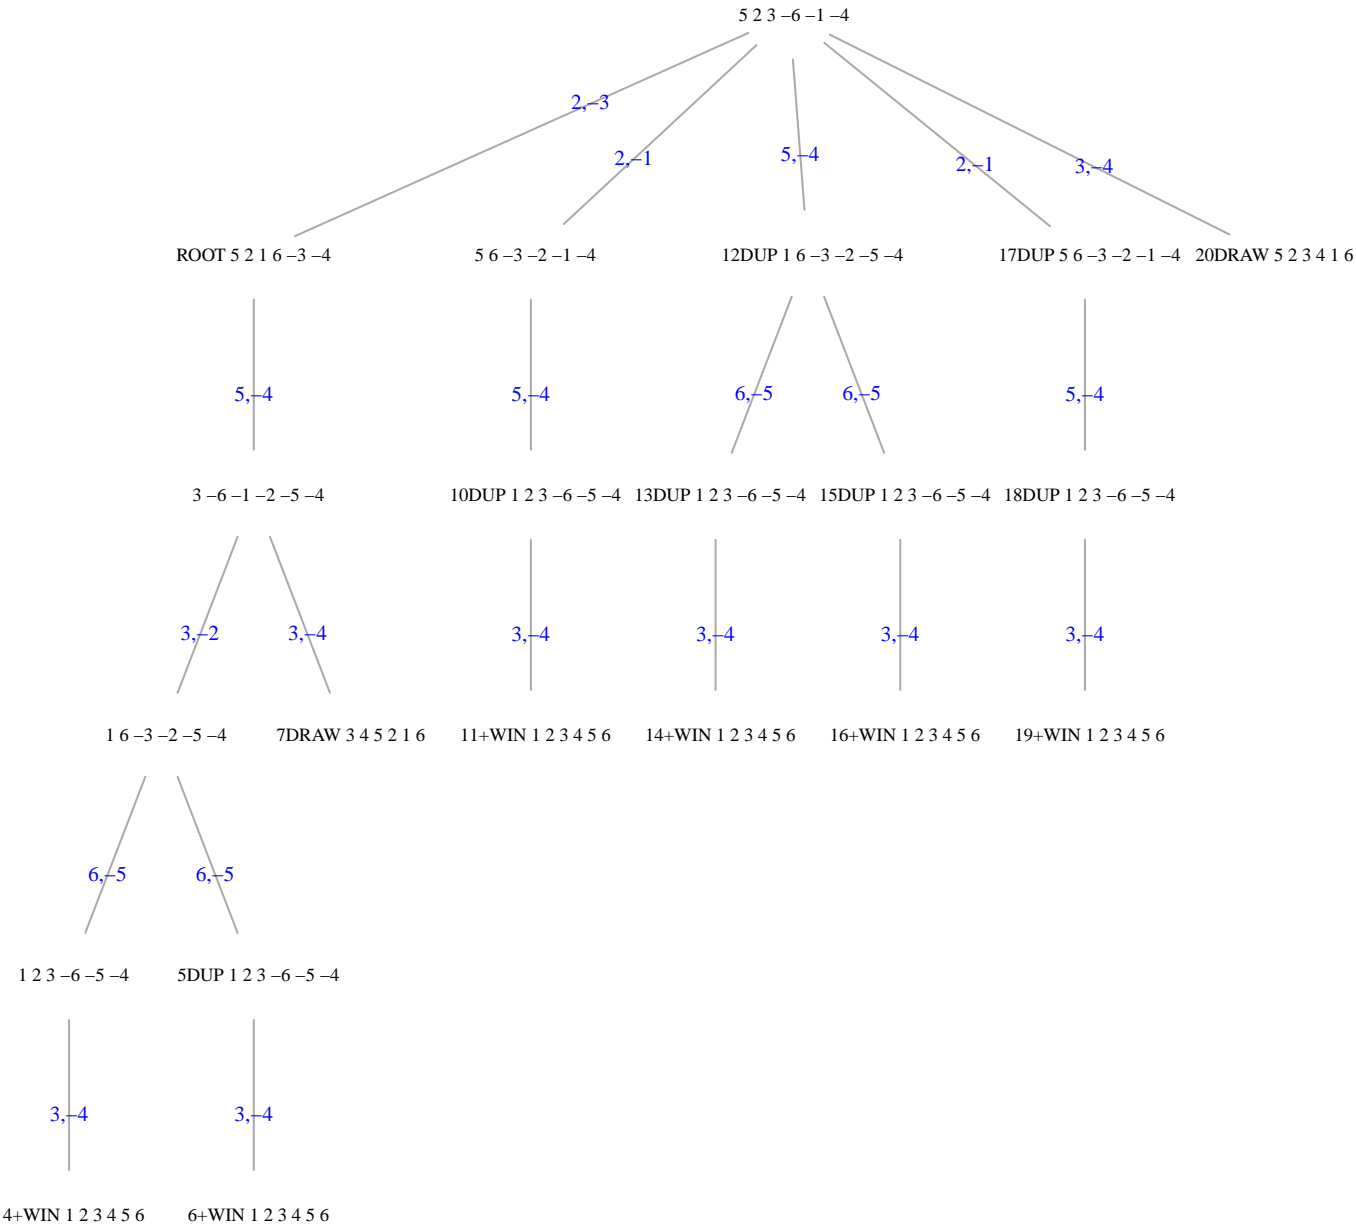 5 2 3 –6 –1 –4
2,–3
2,–1
5,–4
2,–1
3,–4
ROOT 5 2 1 6 –3 –4
5 6 –3 –2 –1 –4
12DUP 1 6 –3 –2 –5 –4
17DUP 5 6 –3 –2 –1 –4
20DRAW 5 2 3 4 1 6
5,–4
5,–4
6,–5
6,–5
5,–4
3 –6 –1 –2 –5 –4
10DUP 1 2 3 –6 –5 –4
13DUP 1 2 3 –6 –5 –4
15DUP 1 2 3 –6 –5 –4
18DUP 1 2 3 –6 –5 –4
3,–2
3,–4
3,–4
3,–4
3,–4
3,–4
1 6 –3 –2 –5 –4
7DRAW 3 4 5 2 1 6
11+WIN 1 2 3 4 5 6
14+WIN 1 2 3 4 5 6
16+WIN 1 2 3 4 5 6
19+WIN 1 2 3 4 5 6
6,–5
6,–5
1 2 3 –6 –5 –4
5DUP 1 2 3 –6 –5 –4
3,–4
3,–4
4+WIN 1 2 3 4 5 6
6+WIN 1 2 3 4 5 6